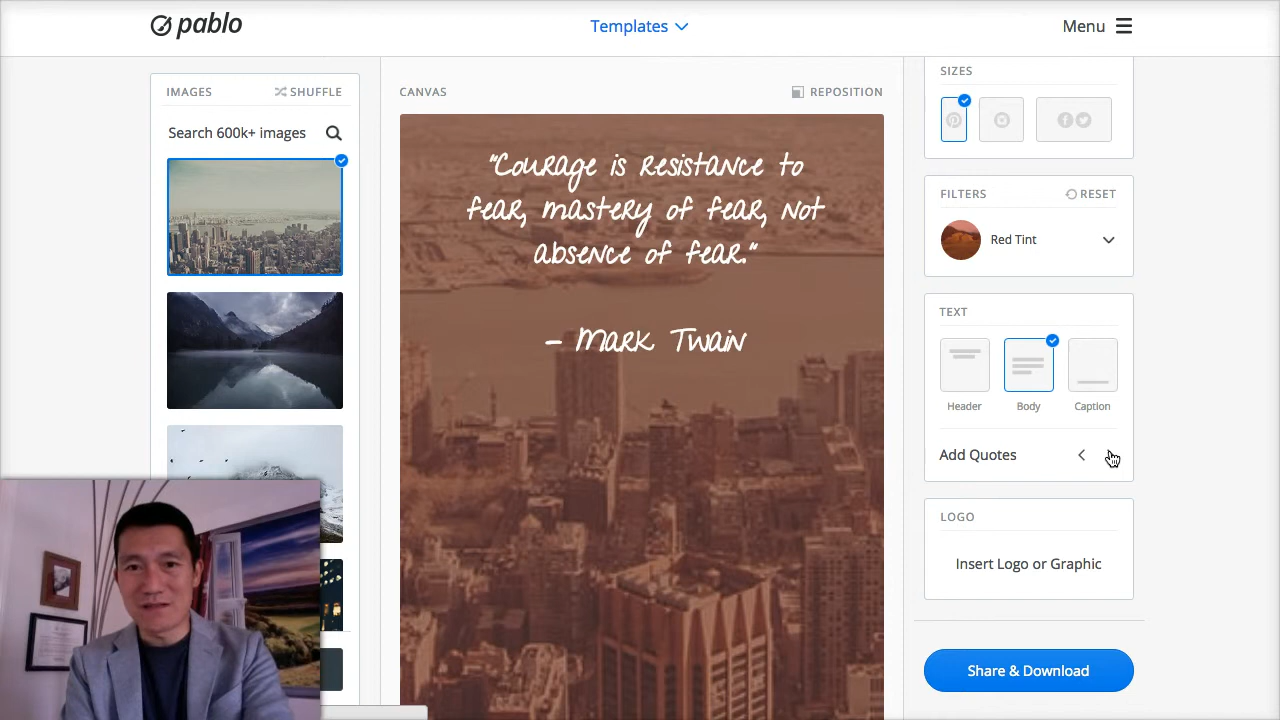 pablo
Templates
Menu
IMAGES
SHUFFLE
Search 600k+ images
CANVAS
REPOSITION
"Courage is resistance to
fear, mastery of fear, not
absence of fear."
– Mark Twain
SIZES
FILTERS
RESET
Red Tint
TEXT
Header
Body
Caption
Add Quotes
LOGO
Insert Logo or Graphic
Share & Download